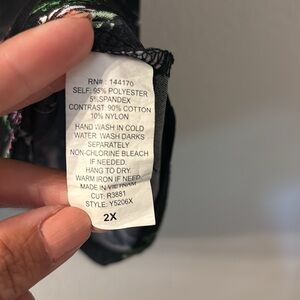 RN# : 144170
SELF: 95% POLYESTER
5% SPANDEX
CONTRAST: 90% COTTON
10% NYLON
HAND WASH IN COLD
WATER. WASH DARKS
SEPARATELY
NON-CHLORINE BLEACH
IF NEEDED.
HANG TO DRY.
WARM IRON IF NEED.
MADE IN VIETNAM
CUT: R3881
STYLE: Y5206X
2X